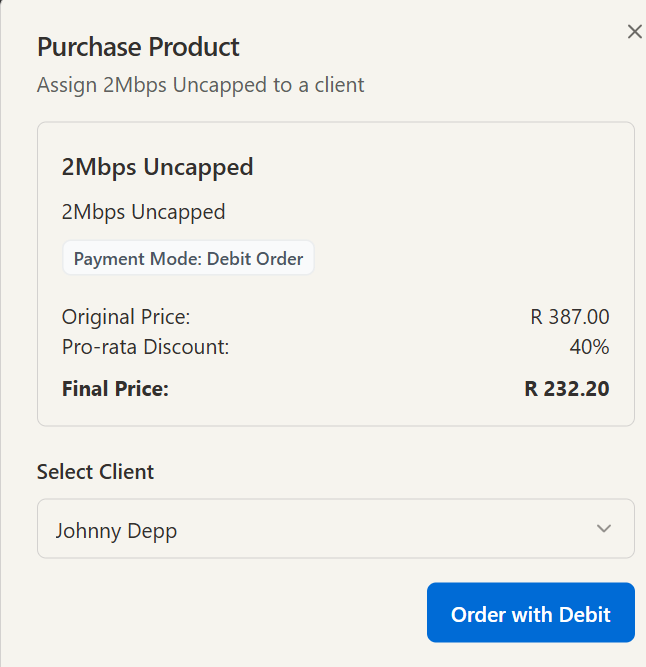 Purchase Product
Assign 2Mbps Uncapped to a client
2Mbps Uncapped
2Mbps Uncapped
Payment Mode: Debit Order
Original Price: R 387.00
Pro-rata Discount: 40%
Final Price: R 232.20
Select Client
Johnny Depp
Order with Debit